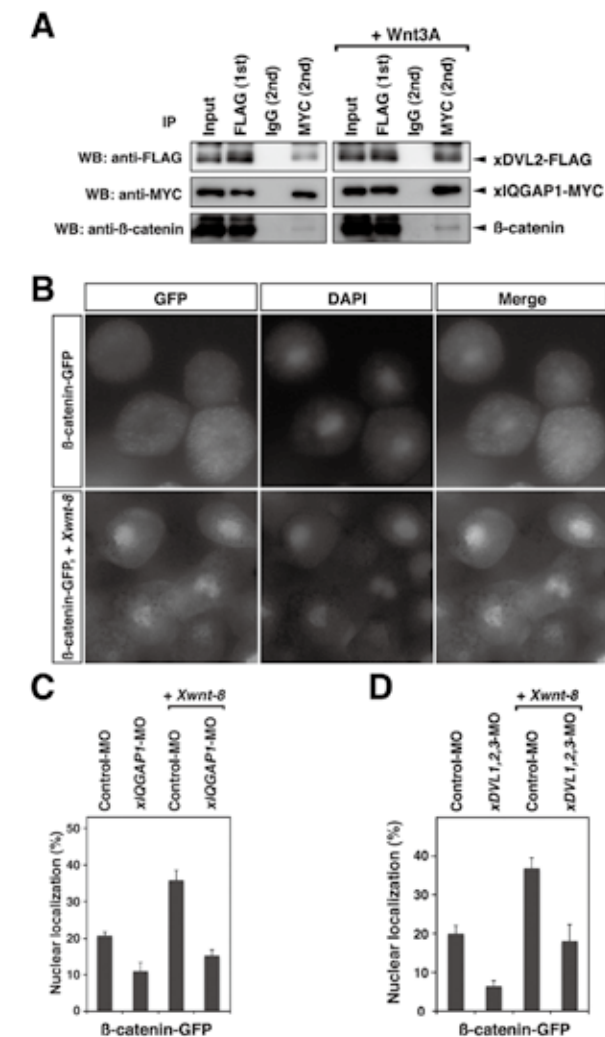 A
+ Wnt3A
IP
Input
FLAG (1st)
IgG (2nd)
MYC (2nd)
Input
FLAG (1st)
IgG (2nd)
MYC (2nd)
WB: anti-FLAG
xDVL2-FLAG
WB: anti-MYC
xIQGAP1-MYC
WB: anti-ß-catenin
ß-catenin
B
GFP
DAPI
Merge
ß-catenin-GFP
ß-catenin-GFP, + Xwnt-8
C
+ Xwnt-8
Control-MO
xIQGAP1-MO
Control-MO
xIQGAP1-MO
Nuclear localization (%)
50
40
30
20
10
0
ß-catenin-GFP
D
+ Xwnt-8
Control-MO
xDVL1,2,3-MO
Control-MO
xDVL1,2,3-MO
Nuclear localization (%)
40
30
20
10
0
ß-catenin-GFP